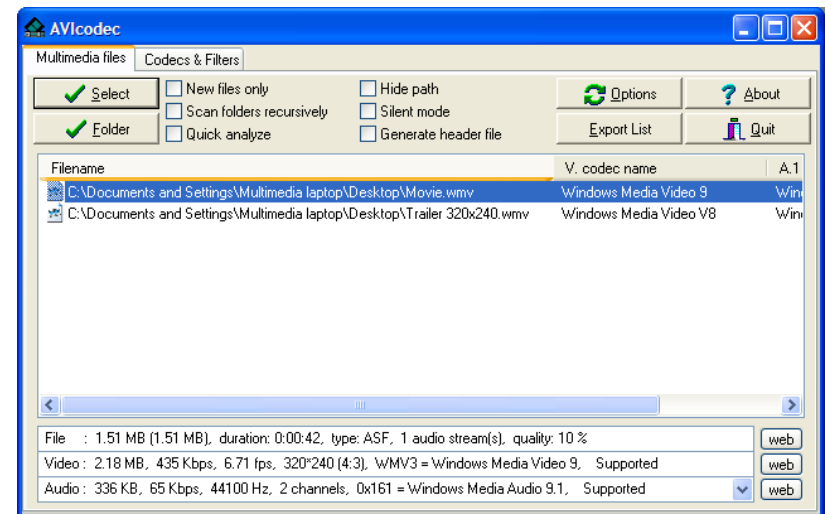 AVIcodec
Multimedia files Codecs & Filters
Select New files only Hide path Options About
Scan folders recursively Silent mode
Folder Quick analyze Generate header file Export List Quit
Filename V. codec name A.1
C:\Documents and Settings\Multimedia laptop\Desktop\Movie.wmv Windows Media Video 9 Win
C:\Documents and Settings\Multimedia laptop\Desktop\Trailer 320x240.wmv Windows Media Video V8 Win
File : 1.51 MB (1.51 MB), duration: 0:00:42, type: ASF, 1 audio stream(s), quality: 10 % web
Video : 2.18 MB, 435 Kbps, 6.71 fps, 320*240 (4:3), WMV3 = Windows Media Video 9, Supported web
Audio : 336 KB, 65 Kbps, 44100 Hz, 2 channels, 0x161 = Windows Media Audio 9.1, Supported web